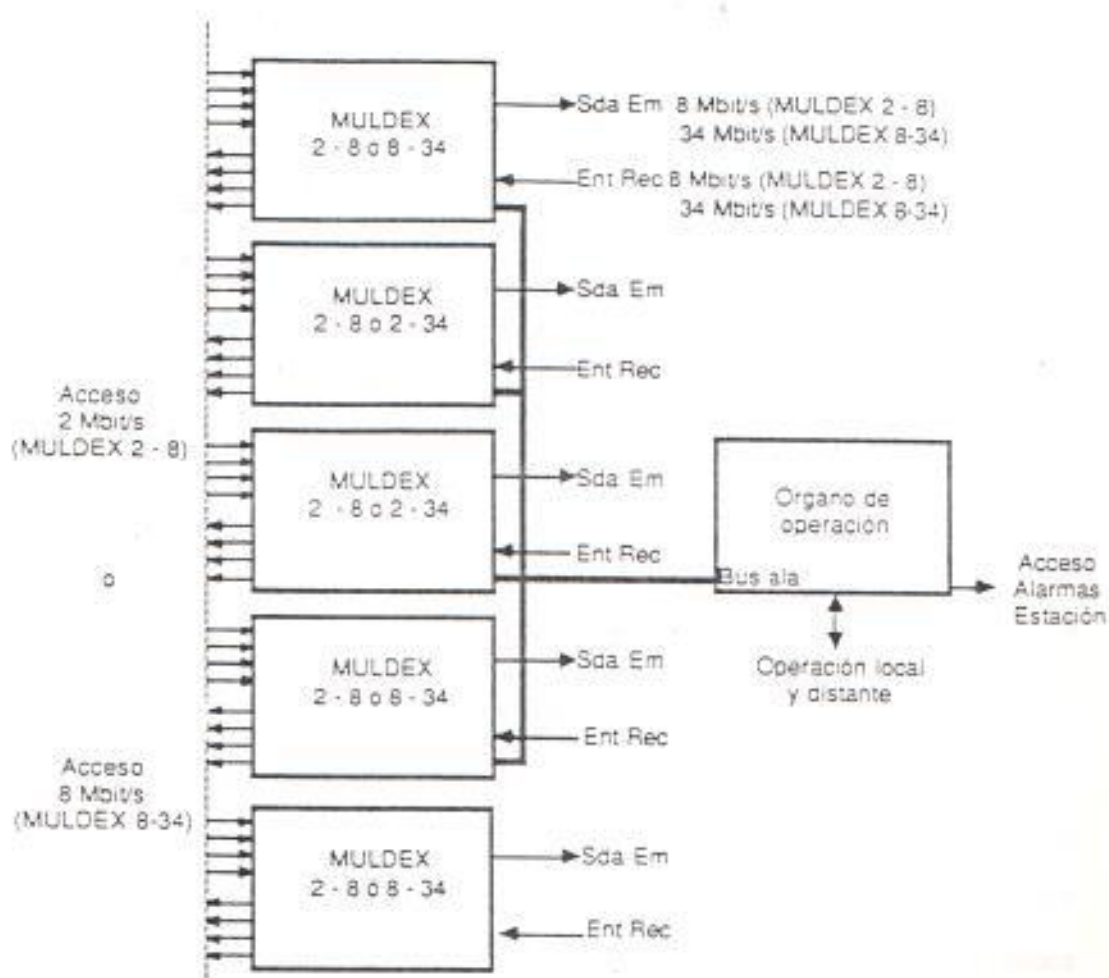 MULDEX
2 - 8 ó 8 - 34
Sda Em 8 Mbit/s (MULDEX 2 - 8)
34 Mbit/s (MULDEX 8-34)
Ent Rec 8 Mbit/s (MULDEX 2 - 8)
34 Mbit/s (MULDEX 8-34)
MULDEX
2 - 8 ó 2 - 34
Sda Em
Ent Rec
Acceso
2 Mbit/s
(MULDEX 2 - 8)
MULDEX
2 - 8 ó 2 - 34
Sda Em
Ent Rec
Organo de
operación
Bus ala
Acceso
Alarmas
Estación
Operación local
y distante
o
MULDEX
2 - 8 ó 8 - 34
Sda Em
Ent Rec
Acceso
8 Mbit/s
(MULDEX 8-34)
MULDEX
2 - 8 ó 8 - 34
Sda Em
Ent Rec